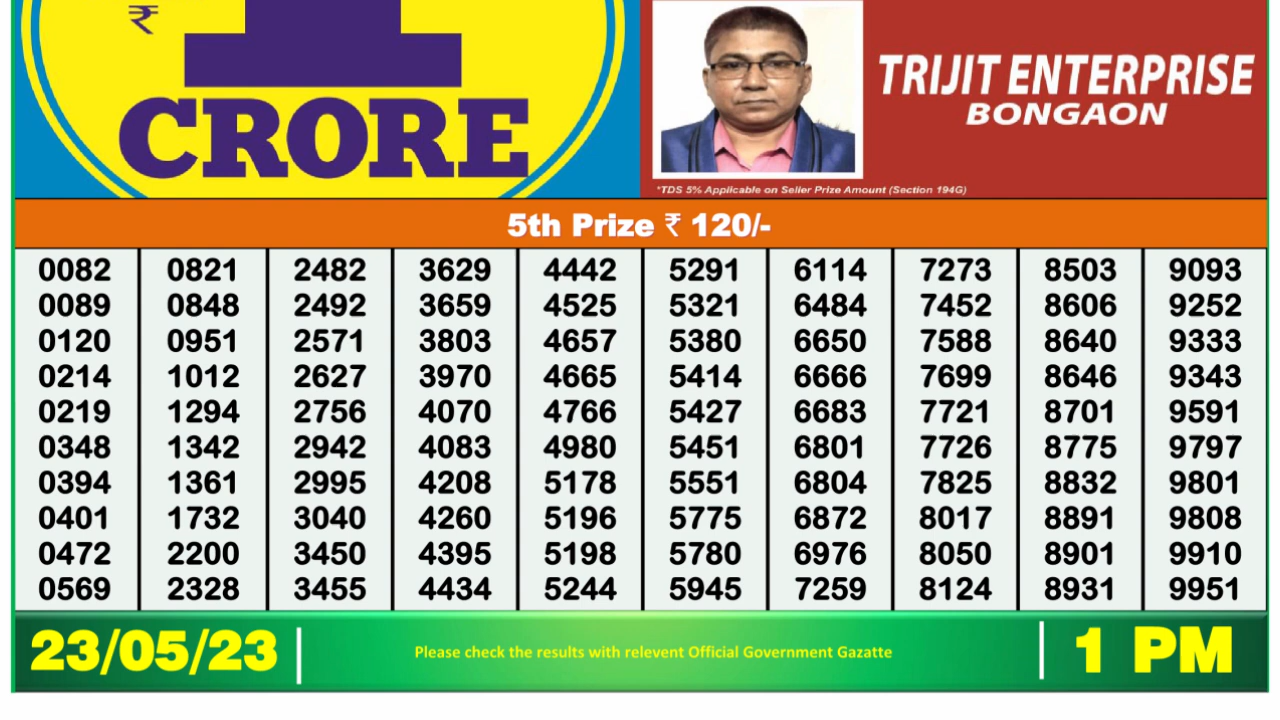 ₹
1
CRORE
TRIJIT ENTERPRISE
BONGAON
*TDS 5% Applicable on Seller Prize Amount (Section 194G)
5th Prize ₹ 120/-
0082 0821 2482 3629 4442 5291 6114 7273 8503 9093
0089 0848 2492 3659 4525 5321 6484 7452 8606 9252
0120 0951 2571 3803 4657 5380 6650 7588 8640 9333
0214 1012 2627 3970 4665 5414 6666 7699 8646 9343
0219 1294 2756 4070 4766 5427 6683 7721 8701 9591
0348 1342 2942 4083 4980 5451 6801 7726 8775 9797
0394 1361 2995 4208 5178 5551 6804 7825 8832 9801
0401 1732 3040 4260 5196 5775 6872 8017 8891 9808
0472 2200 3450 4395 5198 5780 6976 8050 8901 9910
0569 2328 3455 4434 5244 5945 7259 8124 8931 9951
23/05/23
Please check the results with relevent Official Government Gazatte
1 PM